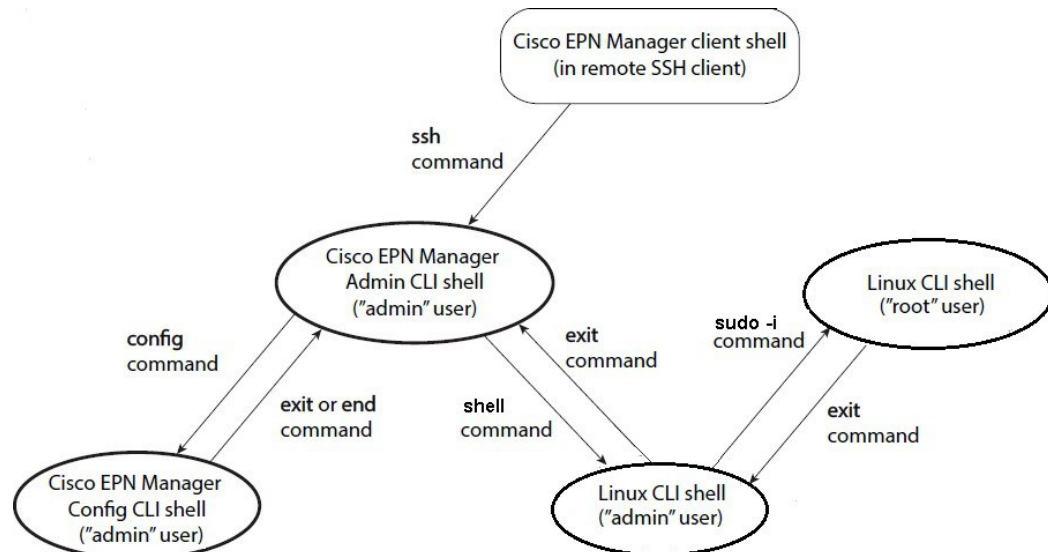 Cisco EPN Manager client shell
(in remote SSH client)
ssh
command
Cisco EPN Manager
Admin CLI shell
("admin" user)
Linux CLI shell
("root" user)
config
command
exit
command
sudo -i
command
exit or end
command
shell
command
exit
command
Cisco EPN Manager
Config CLI shell
("admin" user)
Linux CLI shell
("admin" user)